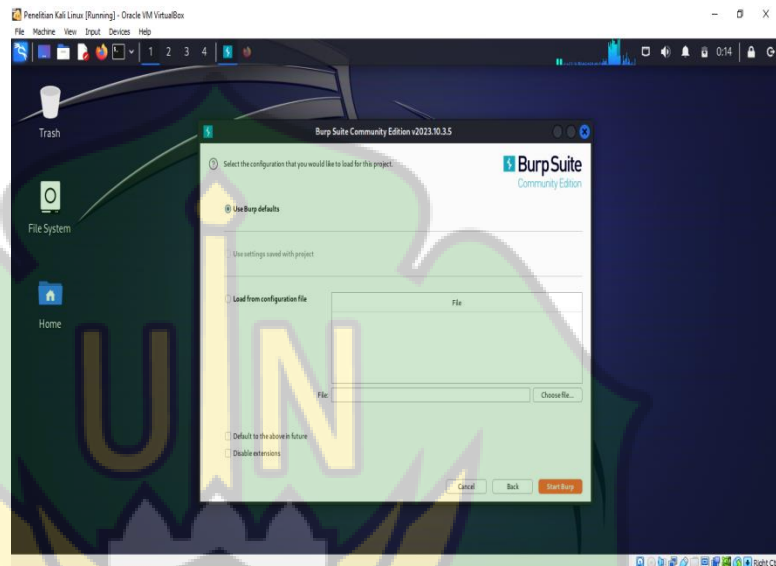 Penelitian Kali Linux [Running] - Oracle VM VirtualBox
File Machine View Input Devices Help
1 2 3 4
0:14
Trash
File System
Home
Burp Suite Community Edition v2023.10.3.5
Select the configuration that you would like to load for this project.
Burp Suite
Community Edition
Use Burp defaults
Use settings saved with project
Load from configuration file
File
File:
Choose file...
Default to the above in future
Disable extensions
Cancel Back Start Burp
UIN
Right Ct